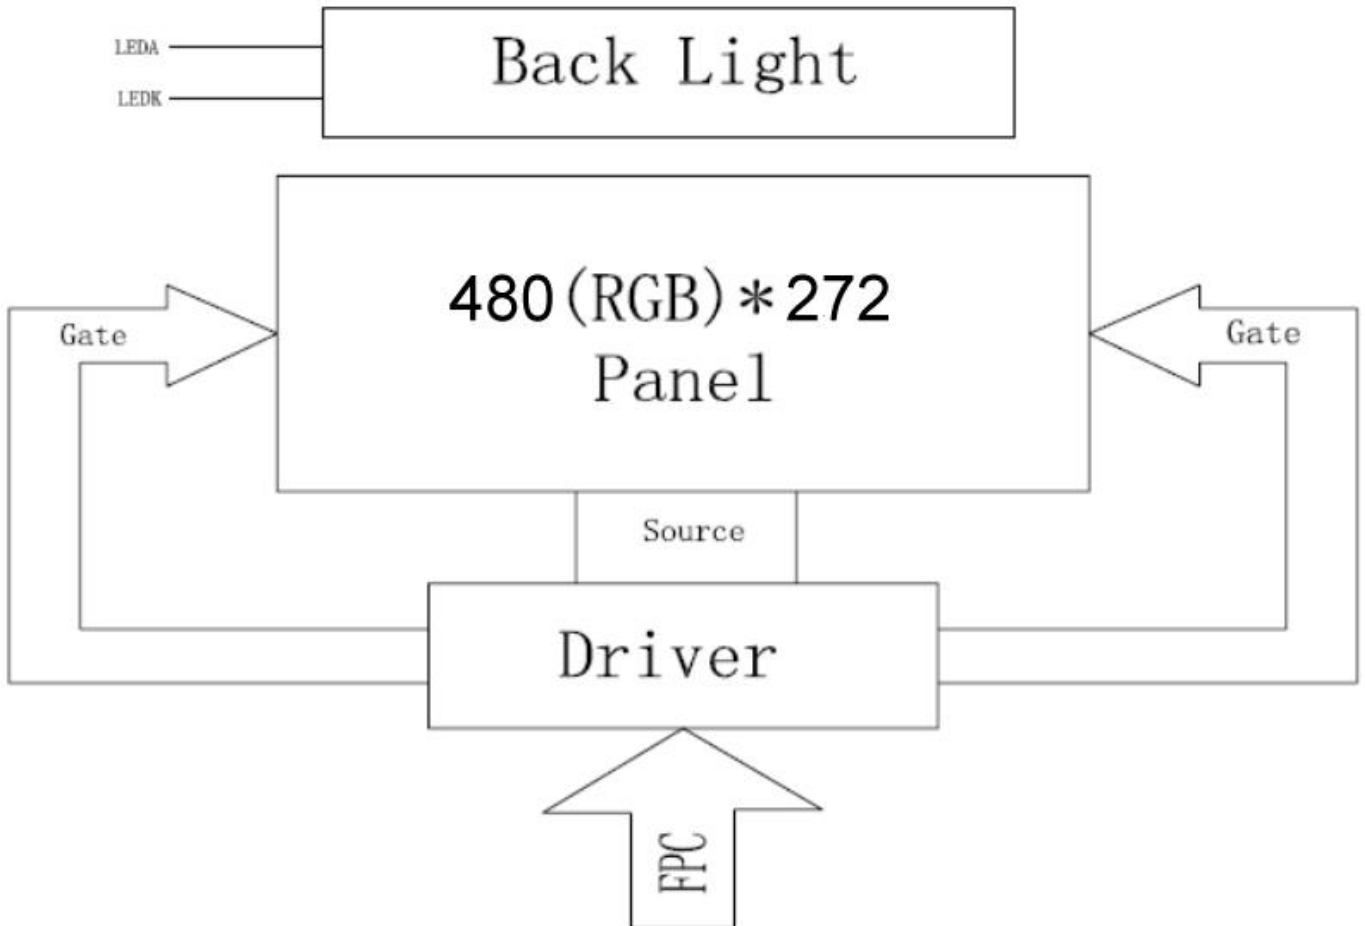 LEDA
LEDK
Back Light
480(RGB)*272
Panel
Gate
Gate
Source
Driver
FPC